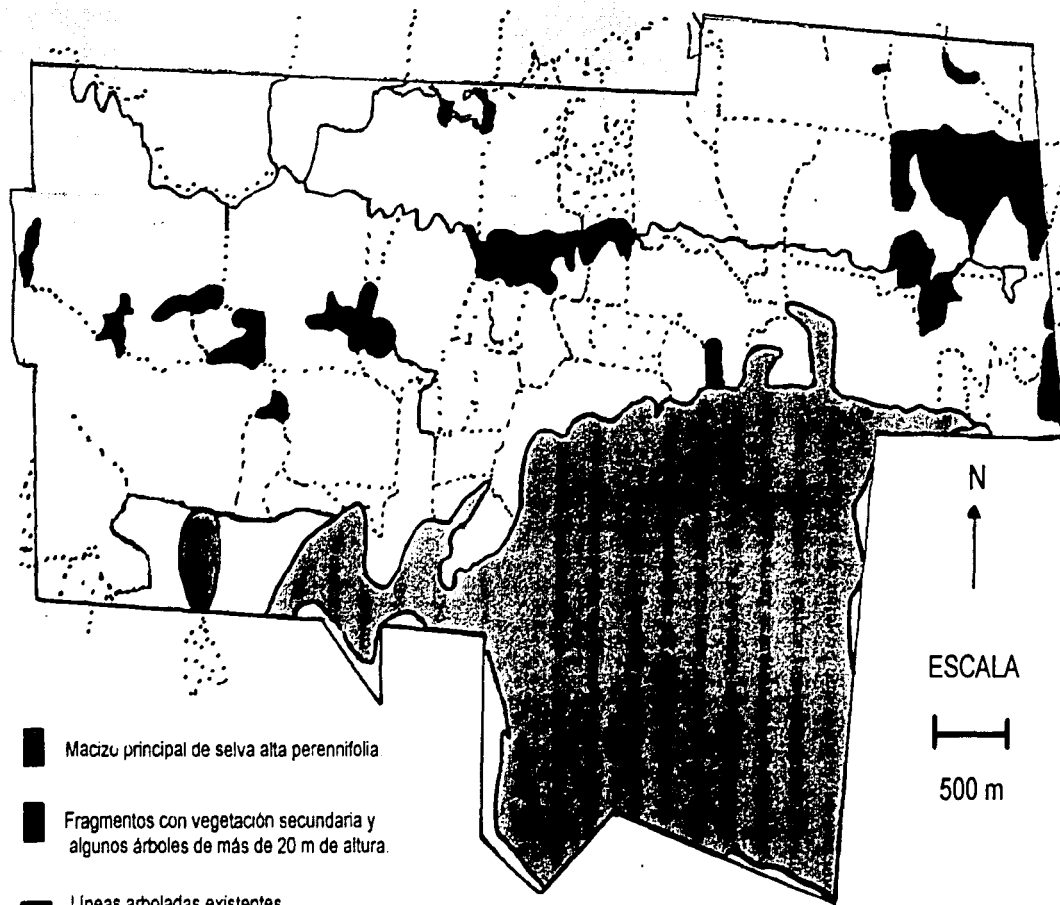 N
ESCALA
500 m
Macizo principal de selva alta perennifolia.
Fragmentos con vegetación secundaria y
algunos árboles de más de 20 m de altura.
Líneas arboladas existentes